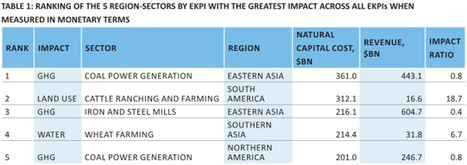 TABLE 1: RANKING OF THE 5 REGION-SECTORS BY EKPI WITH THE GREATEST IMPACT ACROSS ALL EKPIs WHEN
MEASURED IN MONETARY TERMS
RANK IMPACT SECTOR REGION NATURAL CAPITAL COST, $BN REVENUE, $BN IMPACT RATIO
1 GHG COAL POWER GENERATION EASTERN ASIA 361.0 443.1 0.8
2 LAND USE CATTLE RANCHING AND FARMING SOUTH AMERICA 312.1 16.6 18.7
3 GHG IRON AND STEEL MILLS EASTERN ASIA 216.1 604.7 0.4
4 WATER WHEAT FARMING SOUTHERN ASIA 214.4 31.8 6.7
5 GHG COAL POWER GENERATION NORTHERN AMERICA 201.0 246.7 0.8